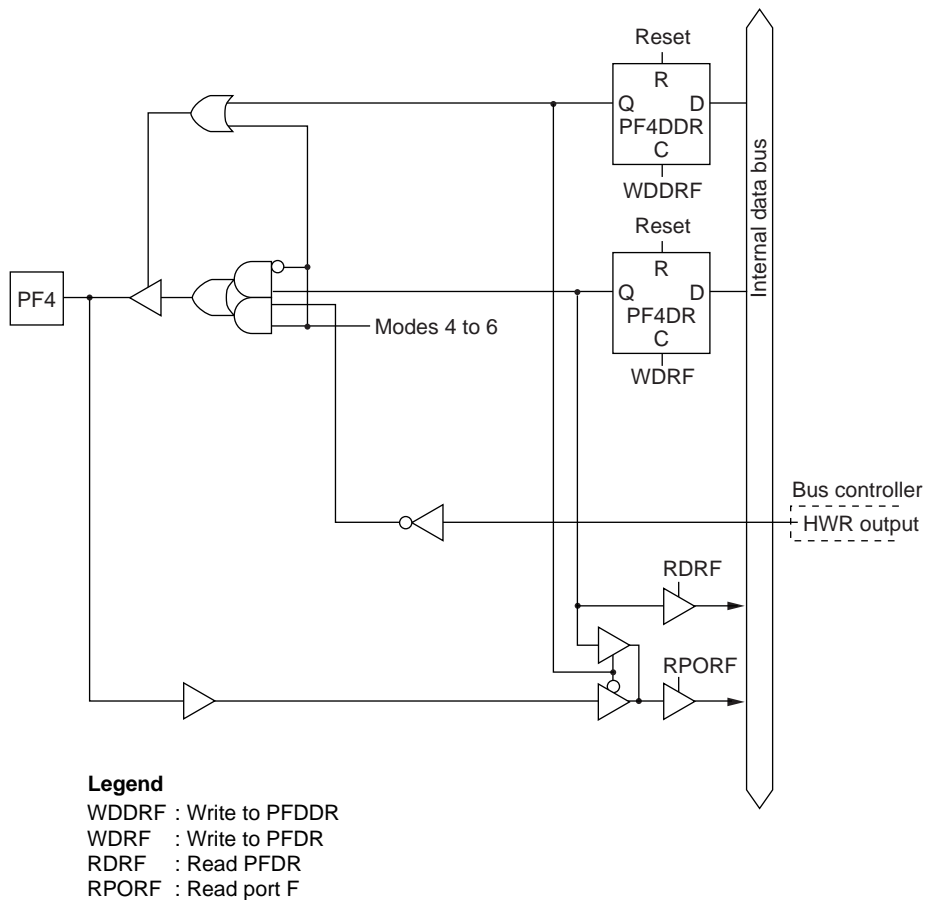 Reset
R
Q D
PF4DDR
C
WDDRF
Reset
R
Q D
PF4DR
C
WDRF
Internal data bus
PF4
Modes 4 to 6
Bus controller
HWR output
RDRF
RPORF
Legend
WDDRF : Write to PFDDR
WDRF : Write to PFDR
RDRF : Read PFDR
RPORF : Read port F